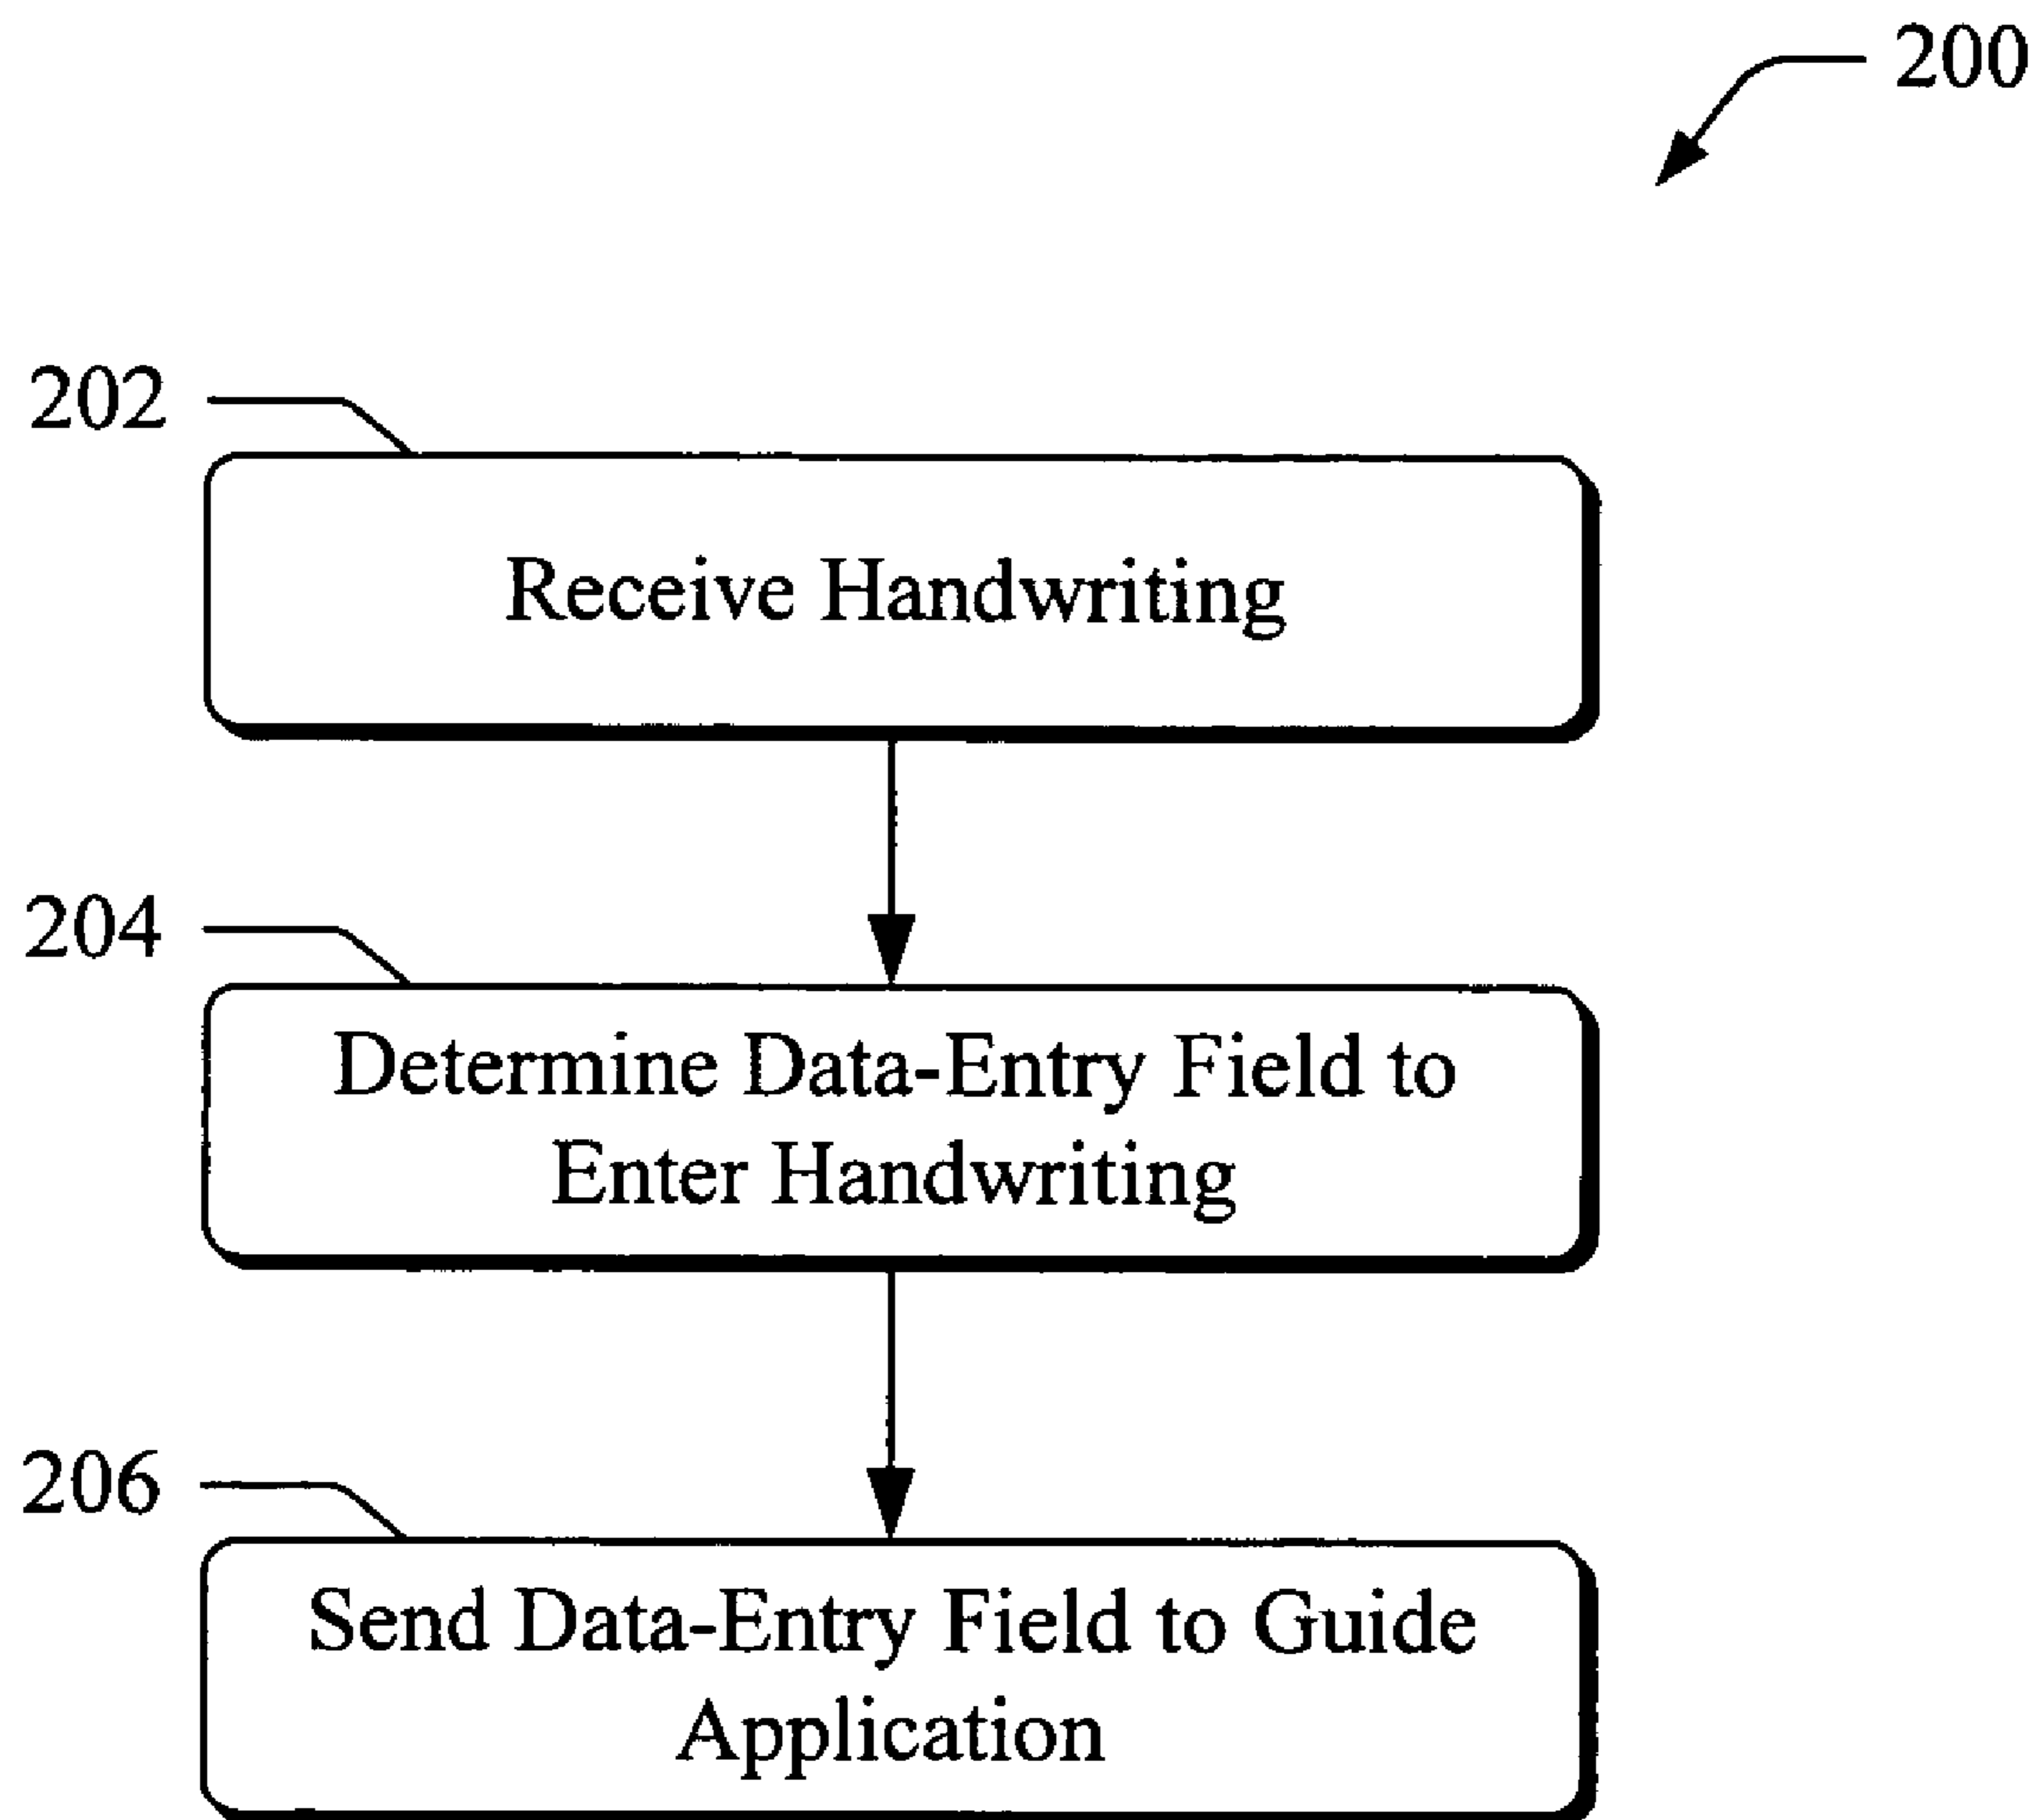 200
202
Receive Handwriting
204
Determine Data-Entry Field to
Enter Handwriting
206
Send Data-Entry Field to Guide
Application